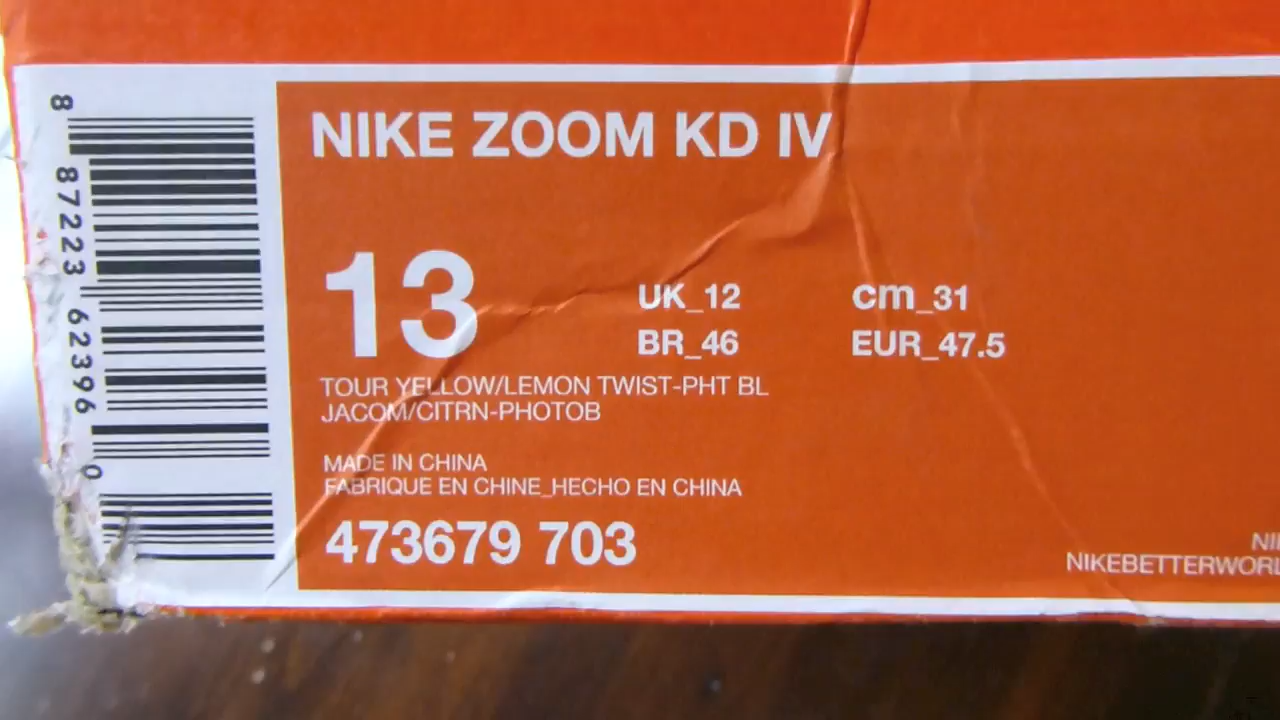 8 87223 62396 0
NIKE ZOOM KD IV
13
UK_12 cm_31
BR_46 EUR_47.5
TOUR YELLOW/LEMON TWIST-PHT BL
JACOM/CITRN-PHOTOB
MADE IN CHINA
FABRIQUE EN CHINE_HECHO EN CHINA
473679 703